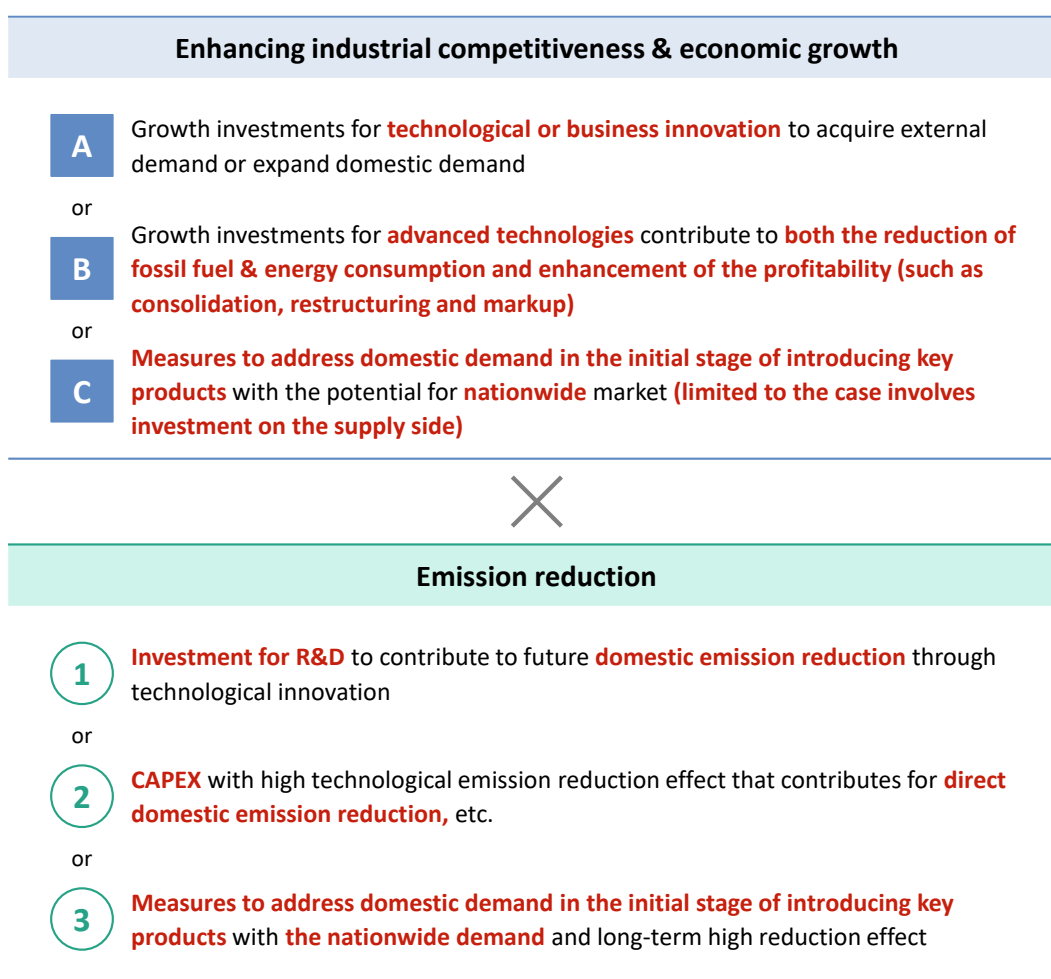 Enhancing industrial competitiveness & economic growth
A
Growth investments for technological or business innovation to acquire external
demand or expand domestic demand
or
B
Growth investments for advanced technologies contribute to both the reduction of
fossil fuel & energy consumption and enhancement of the profitability (such as
consolidation, restructuring and markup)
or
C
Measures to address domestic demand in the initial stage of introducing key
products with the potential for nationwide market (limited to the case involves
investment on the supply side)
Emission reduction
1
Investment for R&D to contribute to future domestic emission reduction through
technological innovation
or
2
CAPEX with high technological emission reduction effect that contributes for direct
domestic emission reduction, etc.
or
3
Measures to address domestic demand in the initial stage of introducing key
products with the nationwide demand and long-term high reduction effect